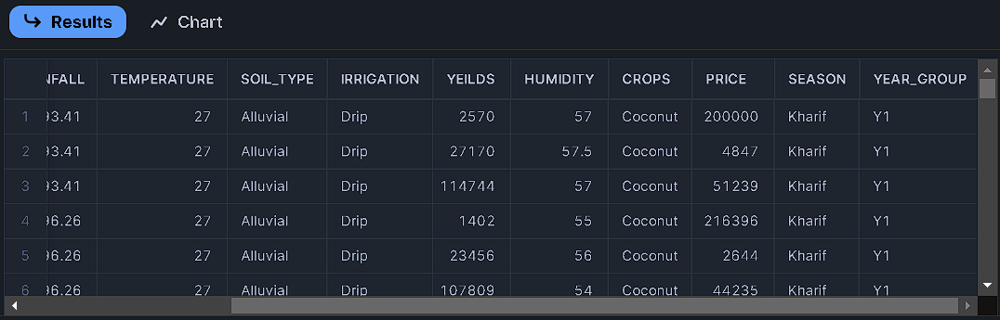 Results Chart
NFALL TEMPERATURE SOIL_TYPE IRRIGATION YEILDS HUMIDITY CROPS PRICE SEASON YEAR_GROUP
1 93.41 27 Alluvial Drip 2570 57 Coconut 200000 Kharif Y1
2 93.41 27 Alluvial Drip 27170 57.5 Coconut 4847 Kharif Y1
3 93.41 27 Alluvial Drip 114744 57 Coconut 51239 Kharif Y1
4 96.26 27 Alluvial Drip 1402 55 Coconut 216396 Kharif Y1
5 96.26 27 Alluvial Drip 23456 56 Coconut 2644 Kharif Y1
6 96.26 27 Alluvial Drip 107809 54 Coconut 44235 Kharif Y1